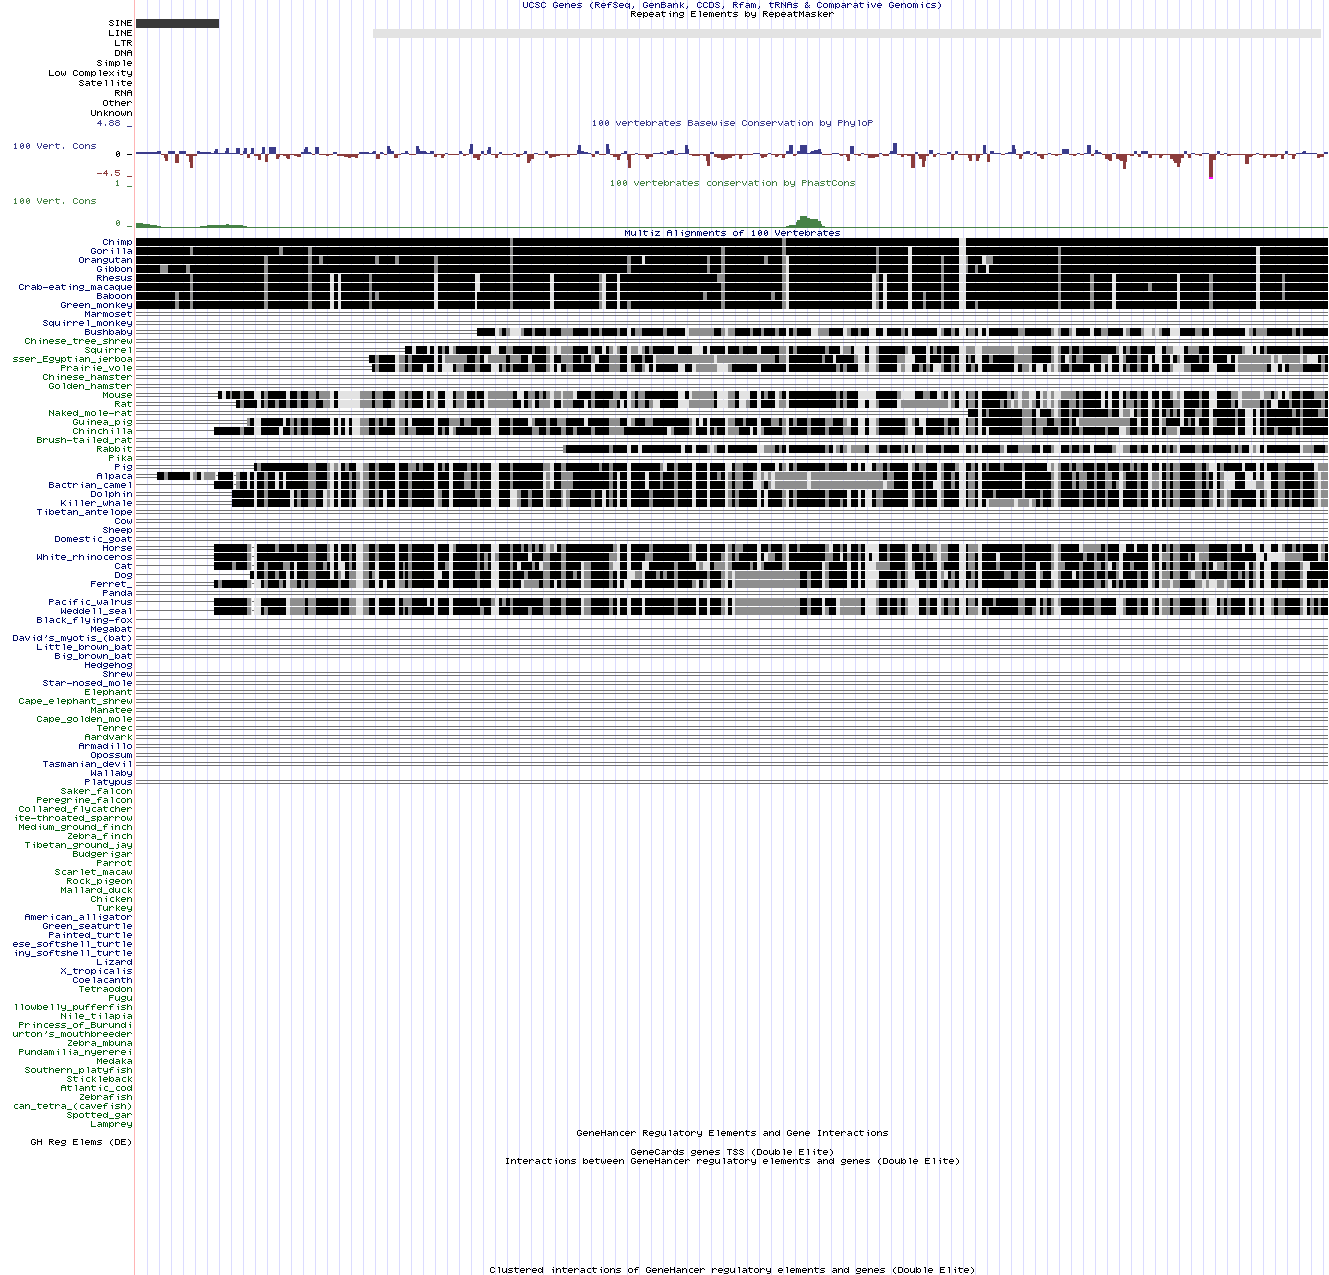 UCSC Genes (RefSeq, GenBank, CCDS, Rfam, tRNAs & Comparative Genomics)
Repeating Elements by RepeatMasker
SINE
LINE
LTR
DNA
Simple
Low Complexity
Satellite
RNA
Other
Unknown
4.88 _
100 vertebrates Basewise Conservation by PhyloP
100 Vert. Cons
0 _
-4.5 _
100 vertebrates conservation by PhastCons
1 _
100 Vert. Cons
0 _
Multiz Alignments of 100 Vertebrates
Chimp
Gorilla
Orangutan
Gibbon
Rhesus
Crab-eating_macaque
Baboon
Green_monkey
Marmoset
Squirrel_monkey
Bushbaby
Chinese_tree_shrew
Squirrel
sser_Egyptian_jerboa
Prairie_vole
Chinese_hamster
Golden_hamster
Mouse
Rat
Naked_mole-rat
Guinea_pig
Chinchilla
Brush-tailed_rat
Rabbit
Pika
Pig
Alpaca
Bactrian_camel
Dolphin
Killer_whale
Tibetan_antelope
Cow
Sheep
Domestic_goat
Horse
White_rhinoceros
Cat
Dog
Ferret_
Panda
Pacific_walrus
Weddell_seal
Black_flying-fox
Megabat
David's_myotis_(bat)
Little_brown_bat
Big_brown_bat
Hedgehog
Shrew
Star-nosed_mole
Elephant
Cape_elephant_shrew
Manatee
Cape_golden_mole
Tenrec
Aardvark
Armadillo
Opossum
Tasmanian_devil
Wallaby
Platypus
Saker_falcon
Peregrine_falcon
Collared_flycatcher
ite-throated_sparrow
Medium_ground_finch
Zebra_finch
Tibetan_ground_jay
Budgerigar
Parrot
Scarlet_macaw
Rock_pigeon
Mallard_duck
Chicken
Turkey
American_alligator
Green_seaturtle
Painted_turtle
ese_softshell_turtle
iny_softshell_turtle
Lizard
X_tropicalis
Coelacanth
Tetraodon
Fugu
llowbelly_pufferfish
Nile_tilapia
Princess_of_Burundi
urton's_mouthbreeder
Zebra_mbuna
Pundamilia_nyererei
Medaka
Southern_platyfish
Stickleback
Atlantic_cod
Zebrafish
can_tetra_(cavefish)
Spotted_gar
Lamprey
GeneHancer Regulatory Elements and Gene Interactions
GH Reg Elems (DE)
GeneCards genes TSS (Double Elite)
Interactions between GeneHancer regulatory elements and genes (Double Elite)
Clustered interactions of GeneHancer regulatory elements and genes (Double Elite)